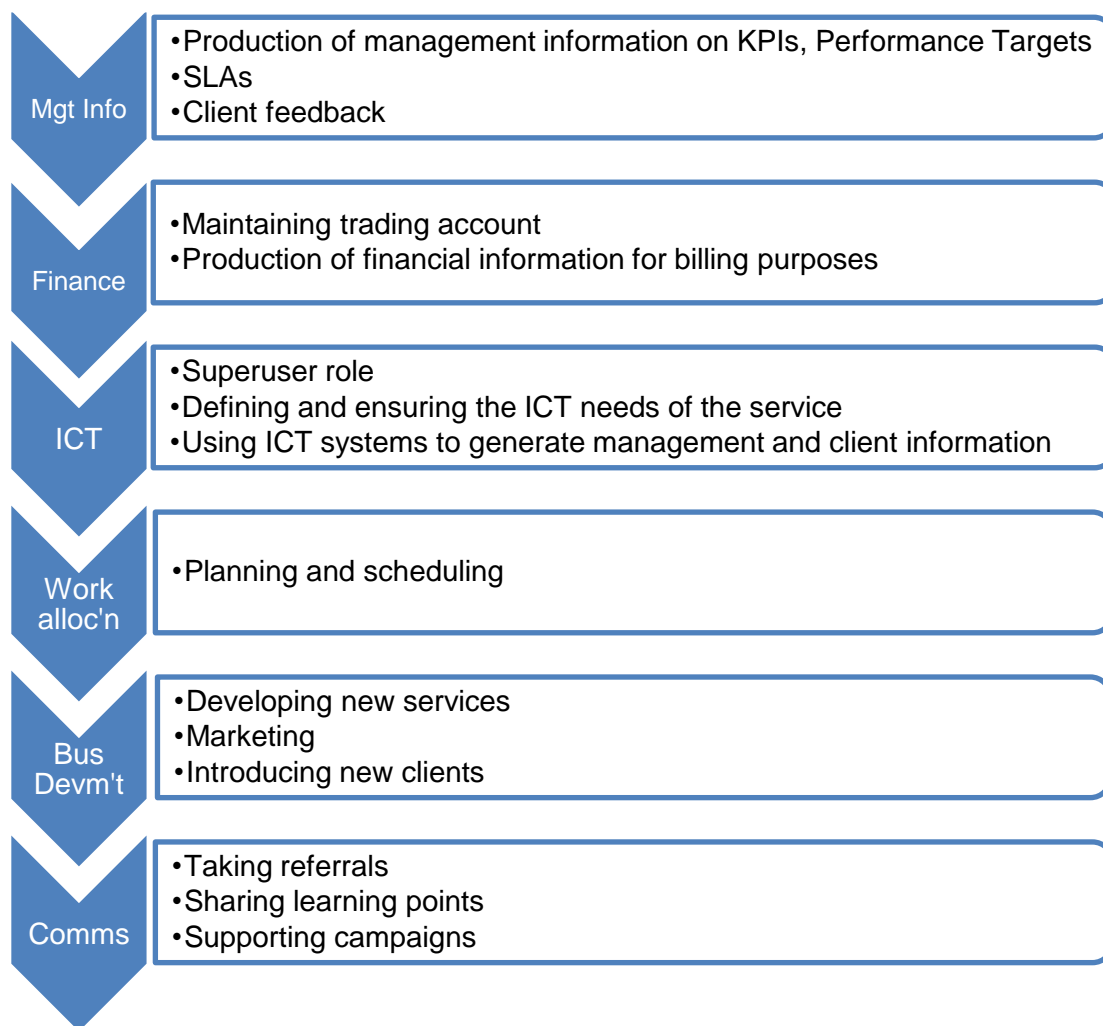 Mgt Info
•Production of management information on KPIs, Performance Targets
•SLAs
•Client feedback
Finance
•Maintaining trading account
•Production of financial information for billing purposes
ICT
•Superuser role
•Defining and ensuring the ICT needs of the service
•Using ICT systems to generate management and client information
Work
alloc'n
•Planning and scheduling
Bus
Devm't
•Developing new services
•Marketing
•Introducing new clients
Comms
•Taking referrals
•Sharing learning points
•Supporting campaigns